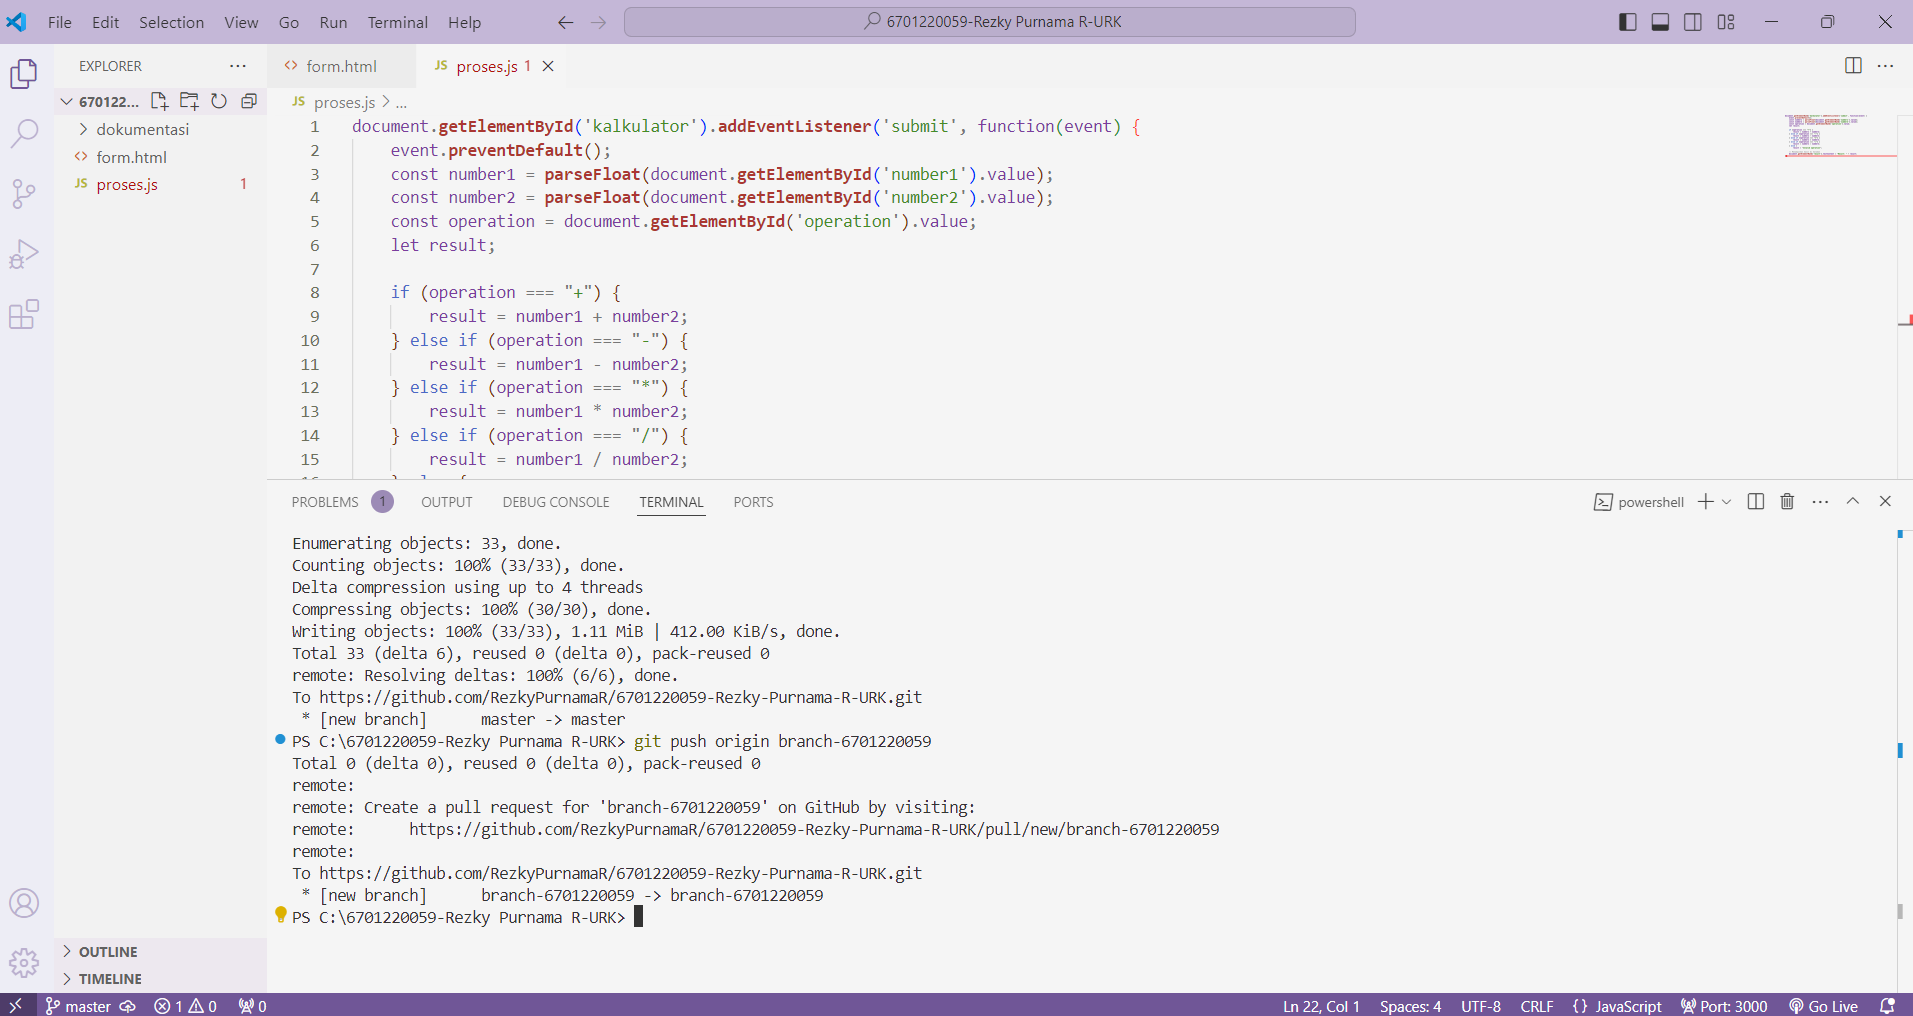 File Edit Selection View Go Run Terminal Help
6701220059-Rezky Purnama R-URK
EXPLORER
form.html
JS proses.js 1
670122...
dokumentasi
form.html
JS proses.js 1
JS proses.js > ...
1 document.getElementById('kalkulator').addEventListener('submit', function(event) {
2 event.preventDefault();
3 const number1 = parseFloat(document.getElementById('number1').value);
4 const number2 = parseFloat(document.getElementById('number2').value);
5 const operation = document.getElementById('operation').value;
6 let result;
7
8 if (operation === "+") {
9 result = number1 + number2;
10 } else if (operation === "-") {
11 result = number1 - number2;
12 } else if (operation === "*") {
13 result = number1 * number2;
14 } else if (operation === "/") {
15 result = number1 / number2;
PROBLEMS 1 OUTPUT DEBUG CONSOLE TERMINAL PORTS
powershell
Enumerating objects: 33, done.
Counting objects: 100% (33/33), done.
Delta compression using up to 4 threads
Compressing objects: 100% (30/30), done.
Writing objects: 100% (33/33), 1.11 MiB | 412.00 KiB/s, done.
Total 33 (delta 6), reused 0 (delta 0), pack-reused 0
remote: Resolving deltas: 100% (6/6), done.
To https://github.com/RezkyPurnamaR/6701220059-Rezky-Purnama-R-URK.git
* [new branch] master -> master
PS C:\6701220059-Rezky Purnama R-URK> git push origin branch-6701220059
Total 0 (delta 0), reused 0 (delta 0), pack-reused 0
remote:
remote: Create a pull request for 'branch-6701220059' on GitHub by visiting:
remote: https://github.com/RezkyPurnamaR/6701220059-Rezky-Purnama-R-URK/pull/new/branch-6701220059
remote:
To https://github.com/RezkyPurnamaR/6701220059-Rezky-Purnama-R-URK.git
* [new branch] branch-6701220059 -> branch-6701220059
PS C:\6701220059-Rezky Purnama R-URK>
OUTLINE
TIMELINE
master 1 0 0
Ln 22, Col 1 Spaces: 4 UTF-8 CRLF {} JavaScript Port: 3000 Go Live